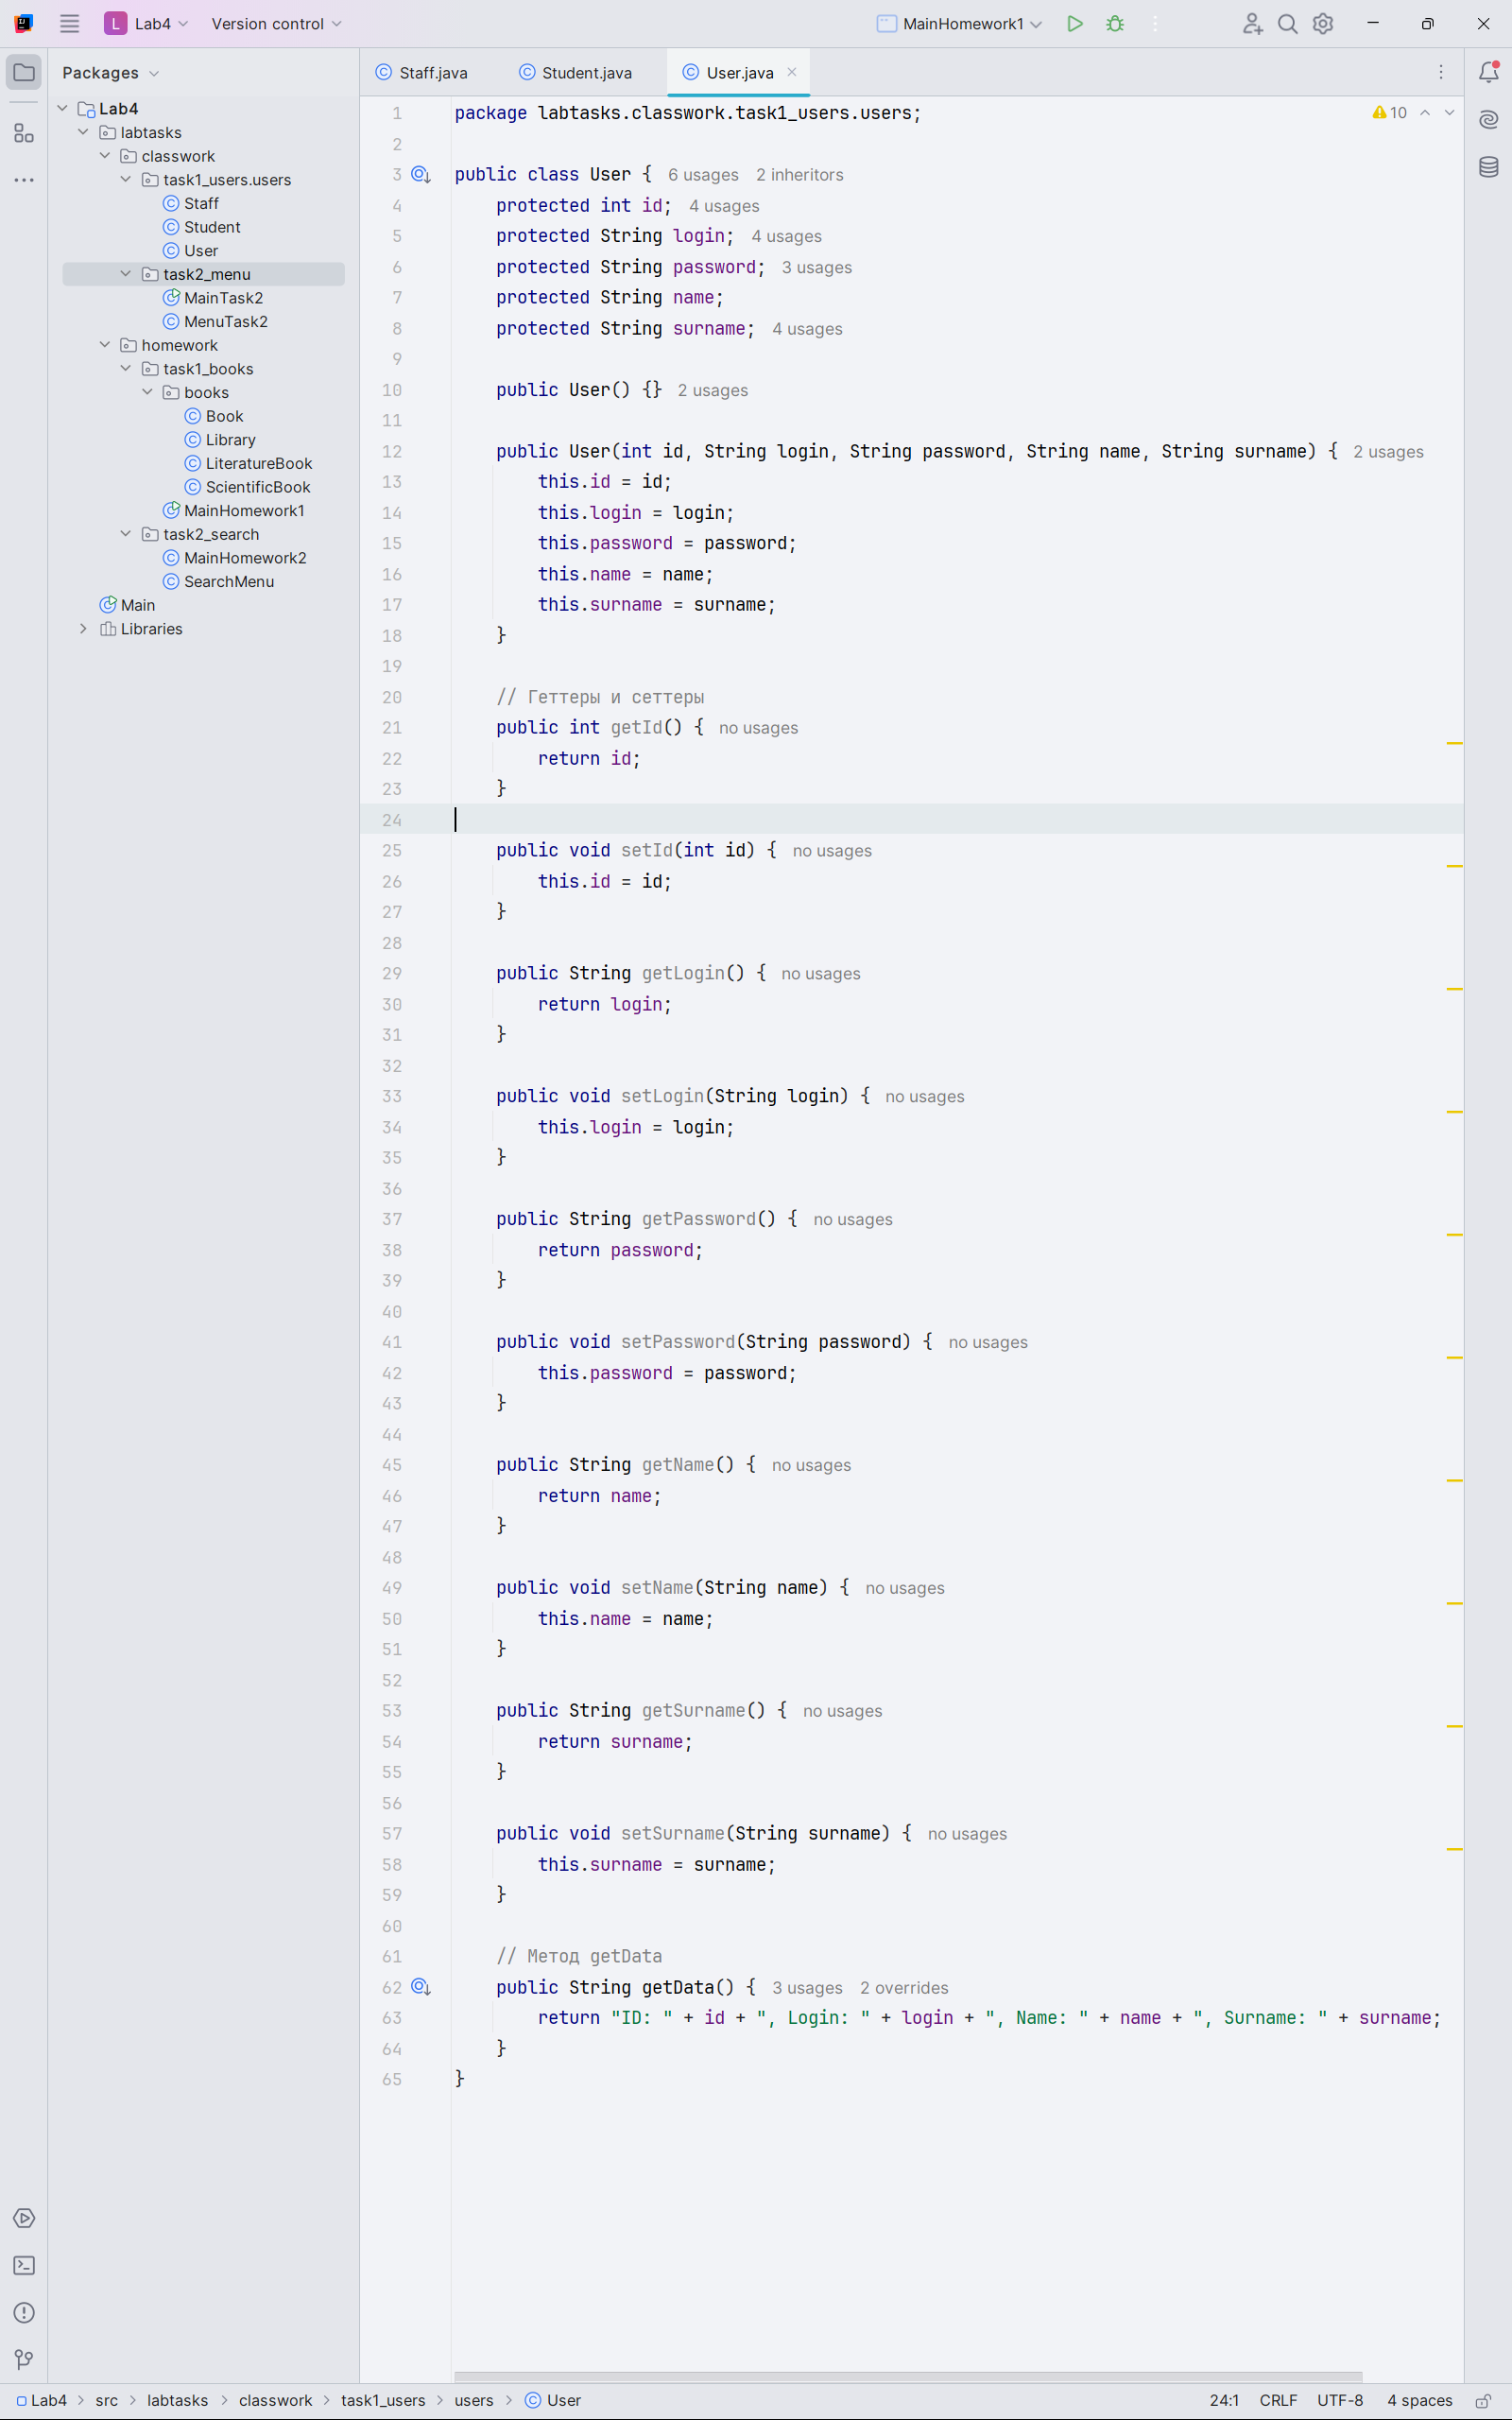 L Lab4 Version control MainHomework1
Packages
Lab4
labtasks
classwork
task1_users.users
Staff
Student
User
task2_menu
MainTask2
MenuTask2
homework
task1_books
books
Book
Library
LiteratureBook
ScientificBook
MainHomework1
task2_search
MainHomework2
SearchMenu
Main
Libraries
Staff.java Student.java User.java
10
1 package labtasks.classwork.task1_users.users;
2
3 public class User { 6 usages 2 inheritors
4 protected int id; 4 usages
5 protected String login; 4 usages
6 protected String password; 3 usages
7 protected String name;
8 protected String surname; 4 usages
9
10 public User() {} 2 usages
11
12 public User(int id, String login, String password, String name, String surname) { 2 usages
13 this.id = id;
14 this.login = login;
15 this.password = password;
16 this.name = name;
17 this.surname = surname;
18 }
19
20 // Геттеры и сеттеры
21 public int getId() { no usages
22 return id;
23 }
24
25 public void setId(int id) { no usages
26 this.id = id;
27 }
28
29 public String getLogin() { no usages
30 return login;
31 }
32
33 public void setLogin(String login) { no usages
34 this.login = login;
35 }
36
37 public String getPassword() { no usages
38 return password;
39 }
40
41 public void setPassword(String password) { no usages
42 this.password = password;
43 }
44
45 public String getName() { no usages
46 return name;
47 }
48
49 public void setName(String name) { no usages
50 this.name = name;
51 }
52
53 public String getSurname() { no usages
54 return surname;
55 }
56
57 public void setSurname(String surname) { no usages
58 this.surname = surname;
59 }
60
61 // Метод getData
62 public String getData() { 3 usages 2 overrides
63 return "ID: " + id + ", Login: " + login + ", Name: " + name + ", Surname: " + surname;
64 }
65 }
Lab4 > src > labtasks > classwork > task1_users > users > User 24:1 CRLF UTF-8 4 spaces